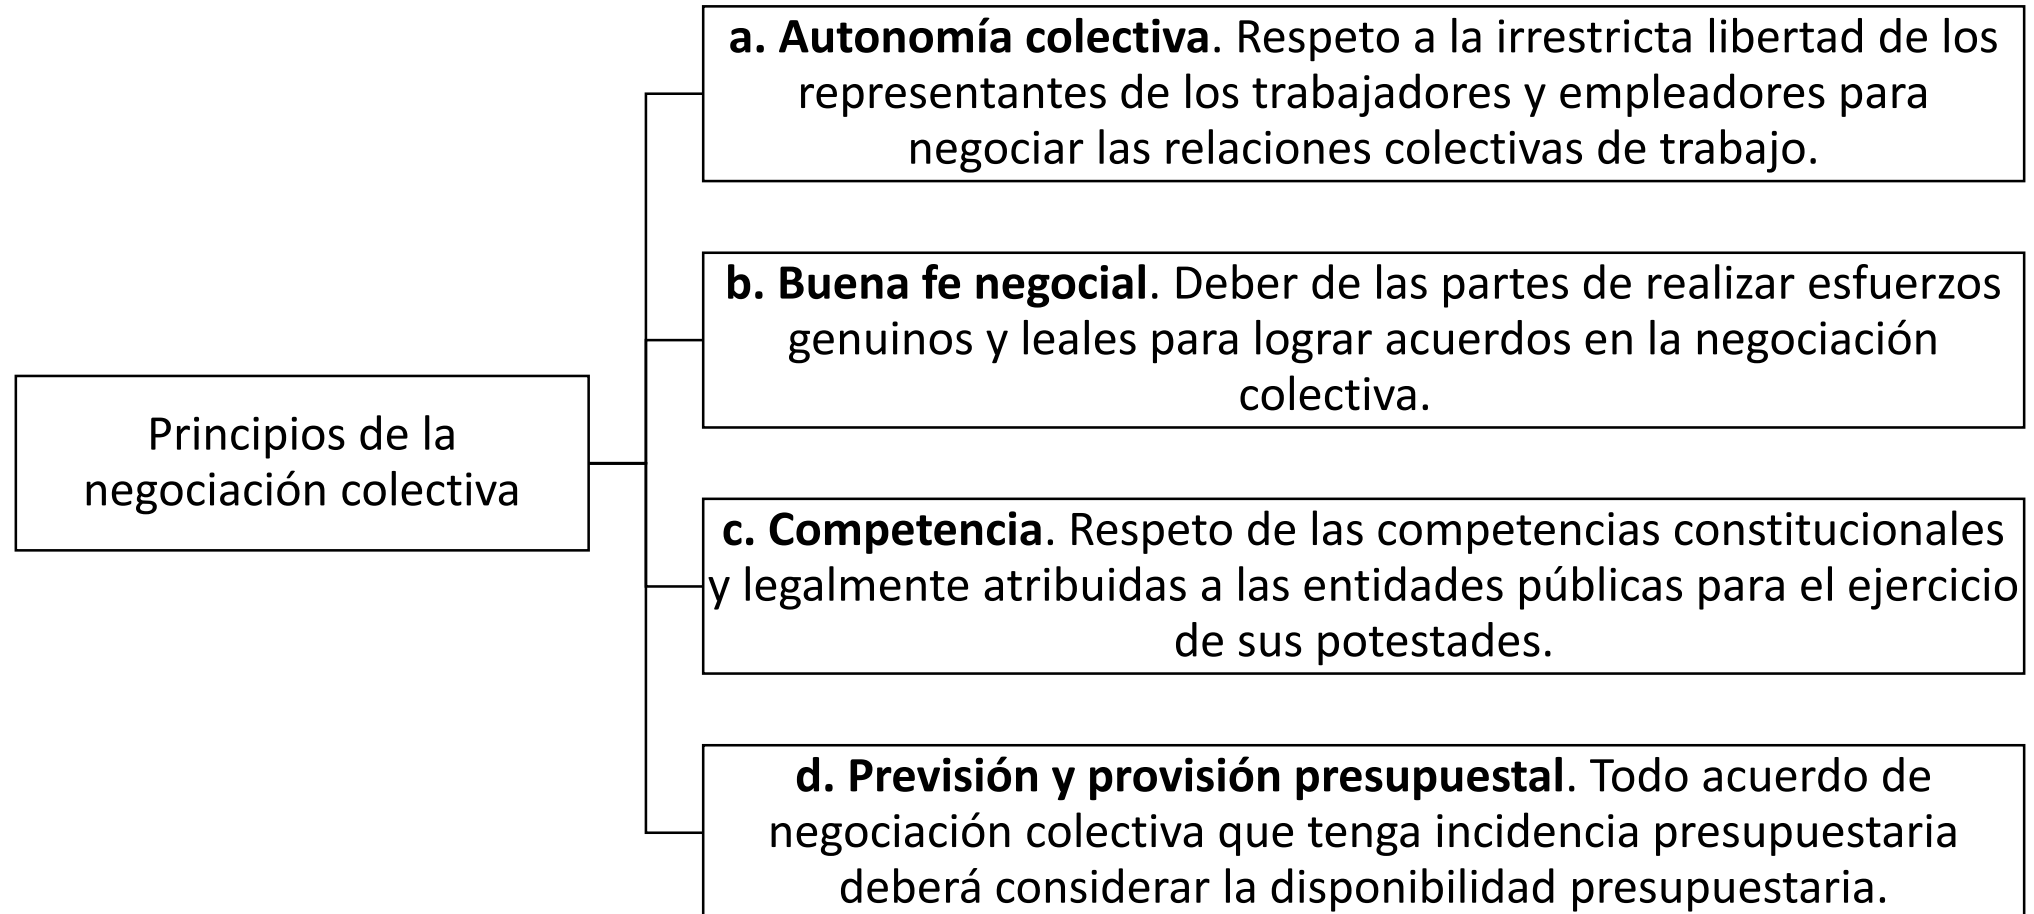 Principios de la
negociación colectiva
a. Autonomía colectiva. Respeto a la irrestricta libertad de los
representantes de los trabajadores y empleadores para
negociar las relaciones colectivas de trabajo.
b. Buena fe negocial. Deber de las partes de realizar esfuerzos
genuinos y leales para lograr acuerdos en la negociación
colectiva.
c. Competencia. Respeto de las competencias constitucionales
y legalmente atribuidas a las entidades públicas para el ejercicio
de sus potestades.
d. Previsión y provisión presupuestal. Todo acuerdo de
negociación colectiva que tenga incidencia presupuestaria
deberá considerar la disponibilidad presupuestaria.